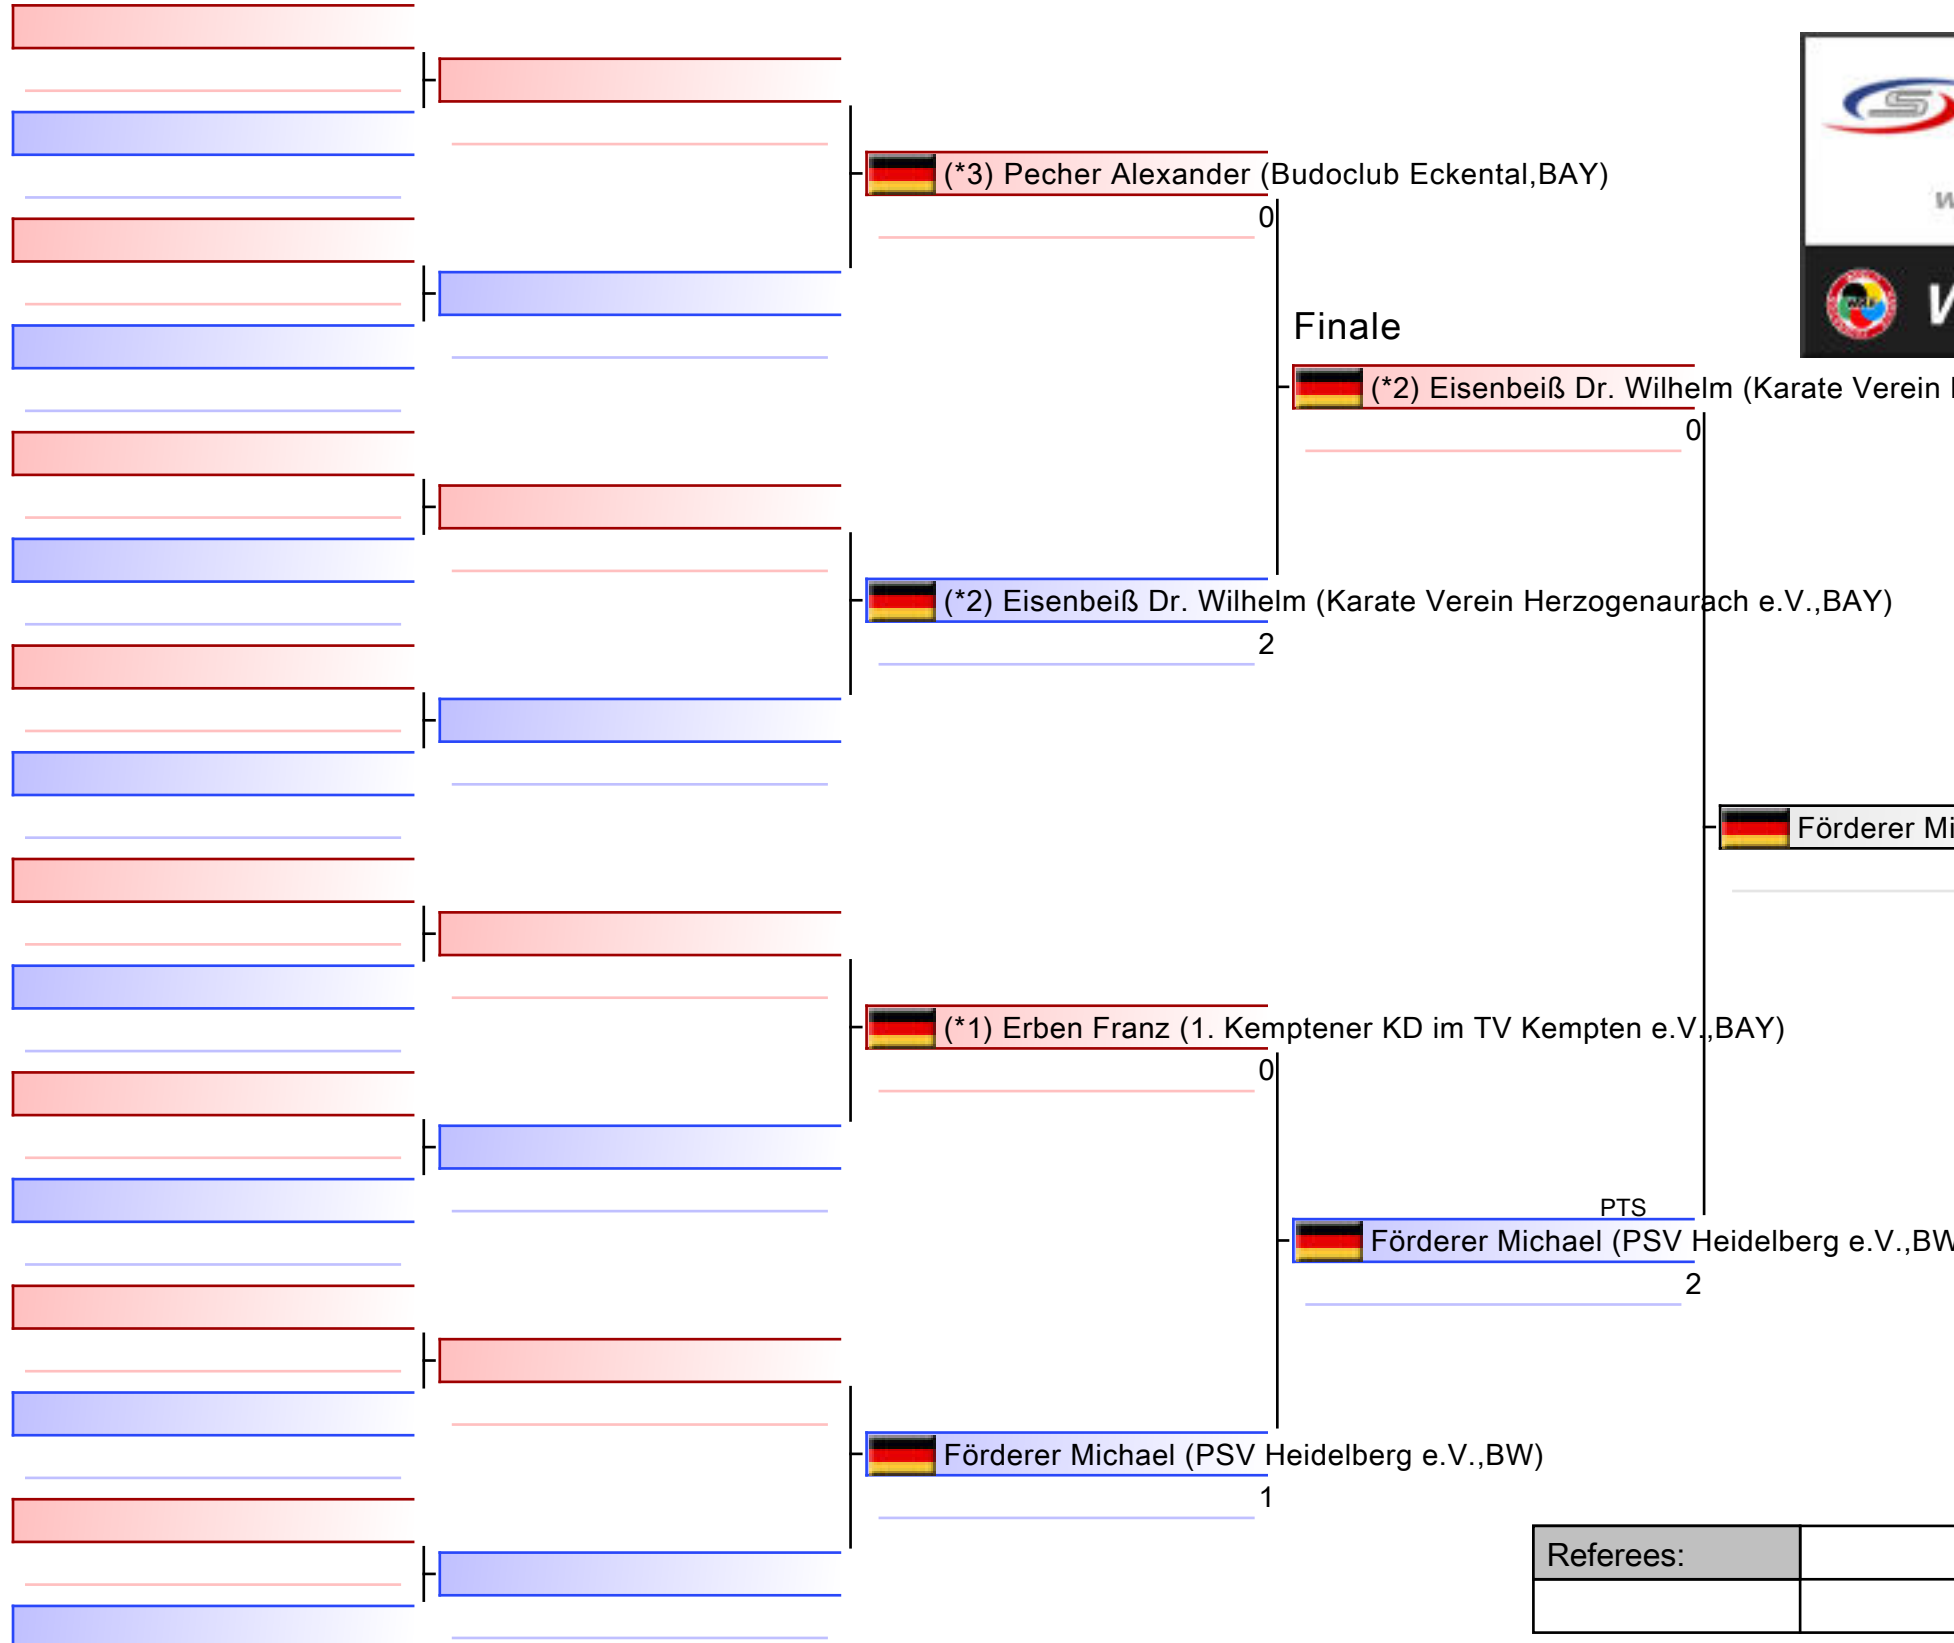 (*3) Pecher Alexander (Budoclub Eckental,BAY)
0
Finale
(*2) Eisenbeiß Dr. Wilhelm (Karate Verein
0
(*2) Eisenbeiß Dr. Wilhelm (Karate Verein Herzogenaurach e.V.,BAY)
2
Förderer Mi
(*1) Erben Franz (1. Kemptener KD im TV Kempten e.V.,BAY)
0
PTS
Förderer Michael (PSV Heidelberg e.V.,BW
2
Förderer Michael (PSV Heidelberg e.V.,BW)
1
Referees: